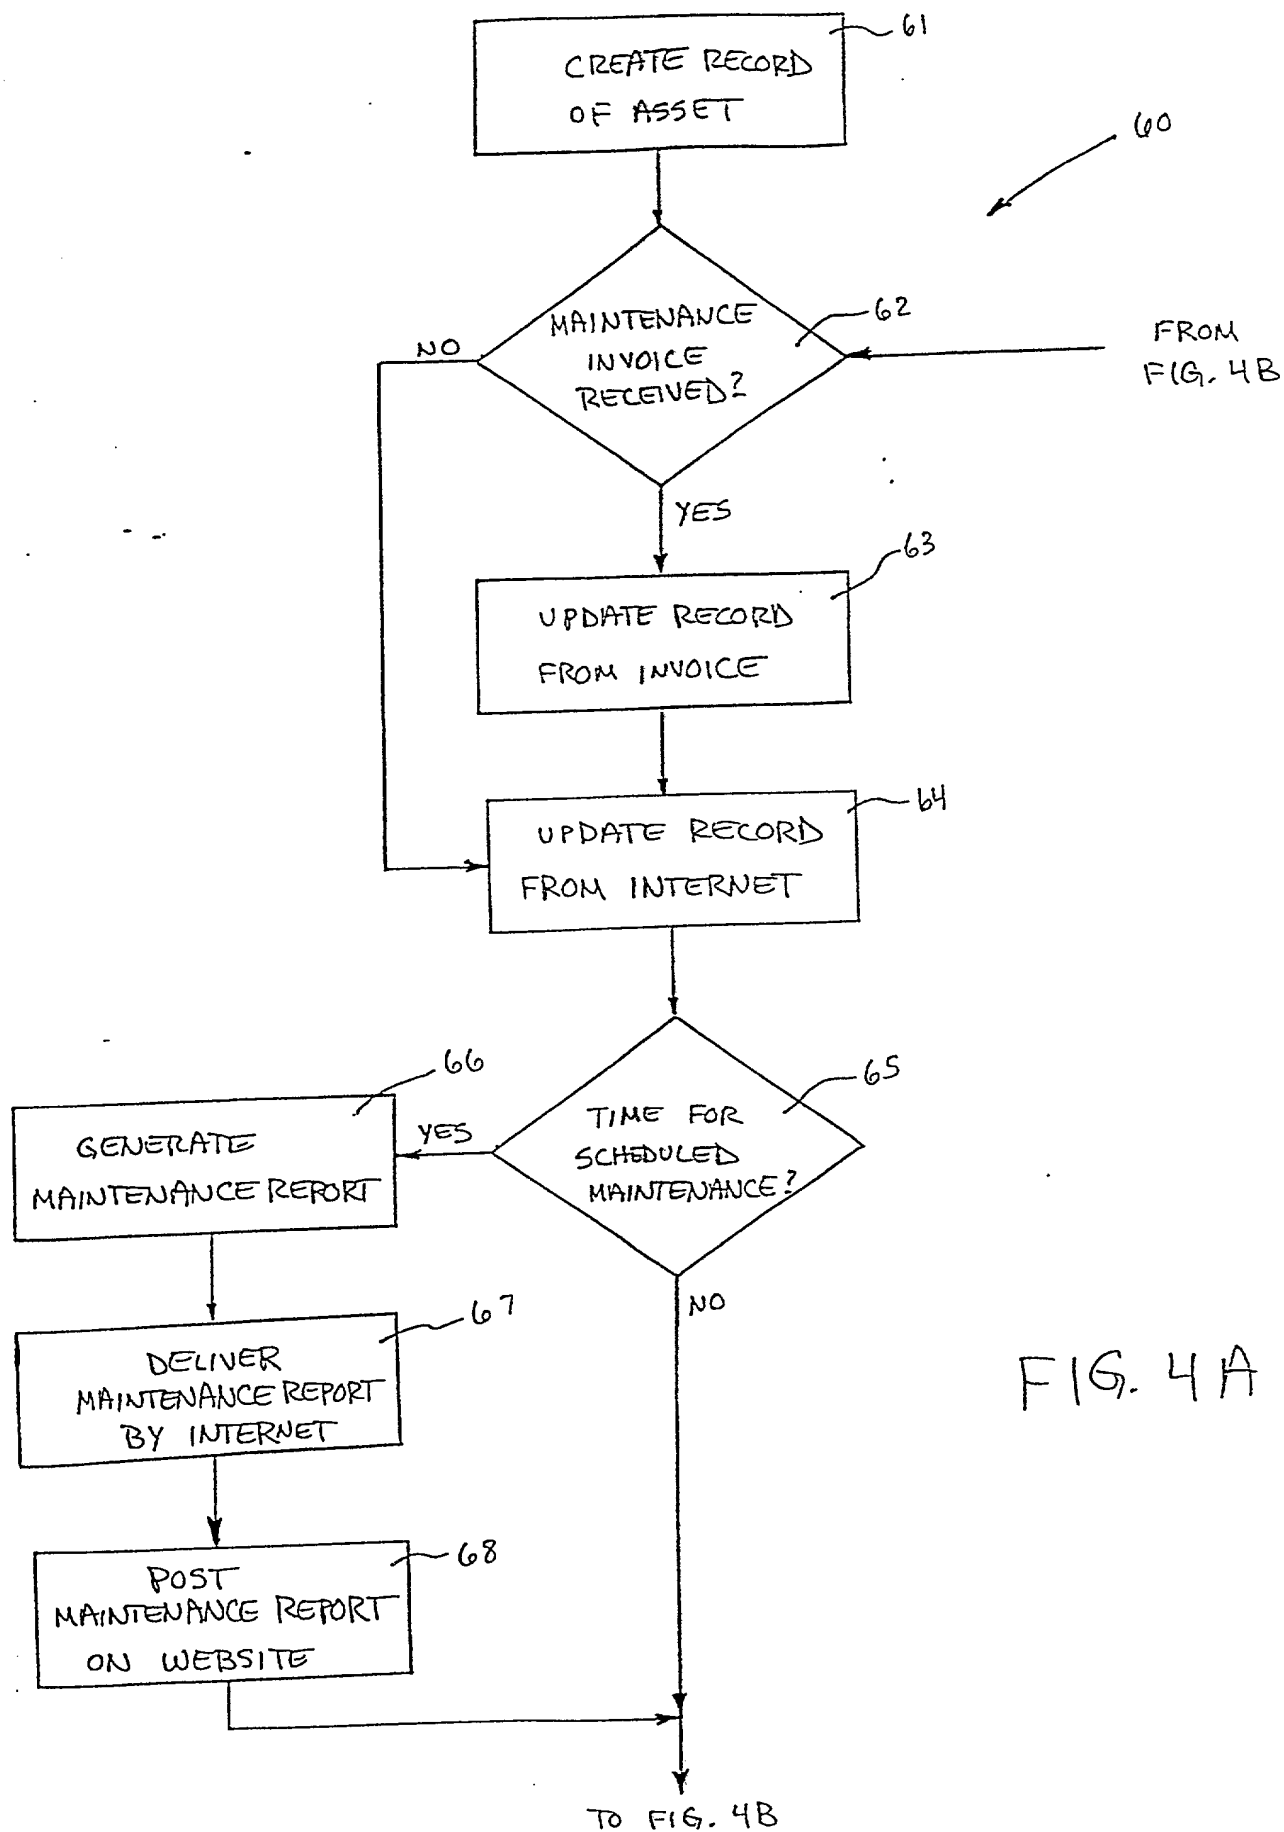 61
CREATE RECORD
OF ASSET
60
62
MAINTENANCE
INVOICE
RECEIVED?
NO
FROM
FIG. 4B
YES
63
UPDATE RECORD
FROM INVOICE
64
UPDATE RECORD
FROM INTERNET
65
TIME FOR
SCHEDULED
MAINTENANCE?
YES
66
GENERATE
MAINTENANCE REPORT
NO
67
DELIVER
MAINTENANCE REPORT
BY INTERNET
FIG. 4A
68
POST
MAINTENANCE REPORT
ON WEBSITE
TO FIG. 4B